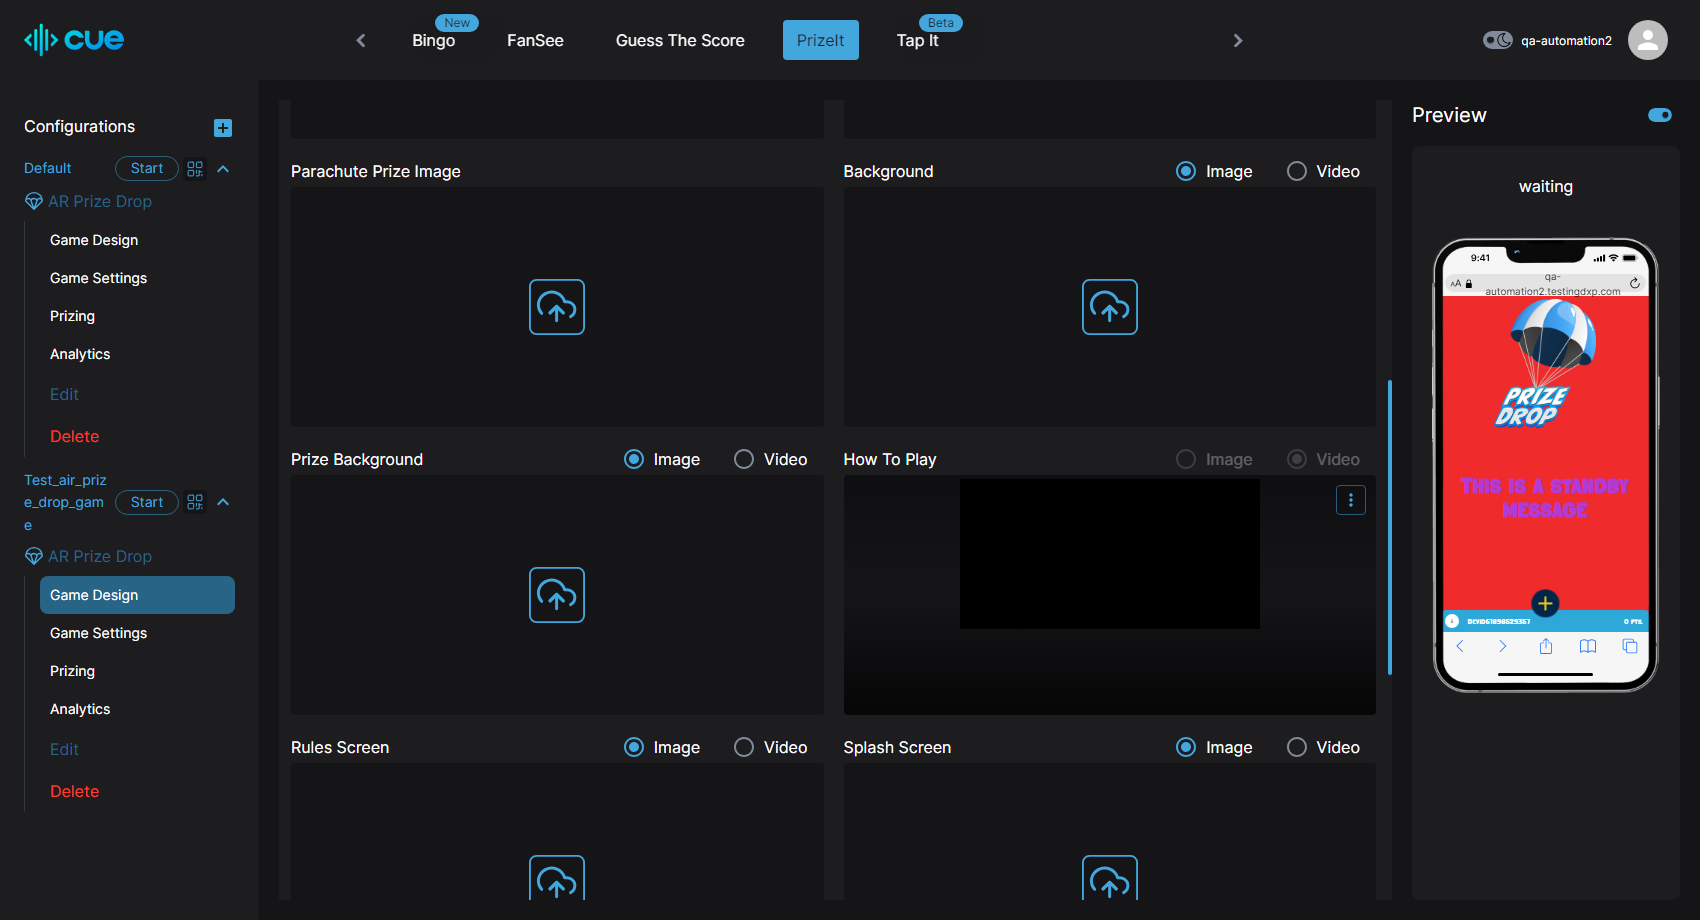 cue
New
Bingo
FanSee
Guess The Score
PrizeIt
Beta
Tap It
qa-automation2
Configurations
Default
Start
AR Prize Drop
Game Design
Game Settings
Prizing
Analytics
Edit
Delete
Test_air_priz
e_drop_gam
e
Start
AR Prize Drop
Game Design
Game Settings
Prizing
Analytics
Edit
Delete
Parachute Prize Image
Background
Image
Video
Prize Background
Image
Video
How To Play
Image
Video
Rules Screen
Image
Video
Splash Screen
Image
Video
Preview
waiting
9:41
AA
qa-
automation2.testingdxp.com
PRIZE
DROP
THIS IS A STANDBY
MESSAGE
0 PTS.